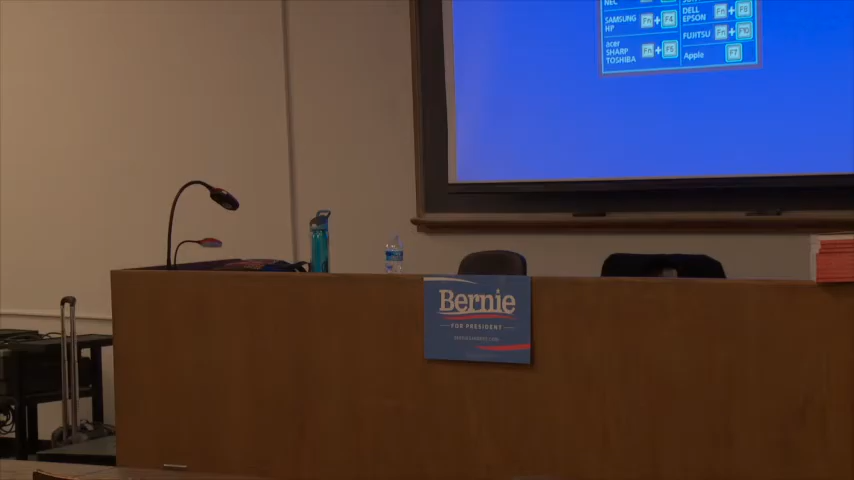 NEC
SAMSUNG
HP
Fn + F4
acer
SHARP
TOSHIBA
Fn + F5
DELL
EPSON
Fn + F8
FUJITSU
Fn + F10
Apple
F7
Bernie
FOR PRESIDENT